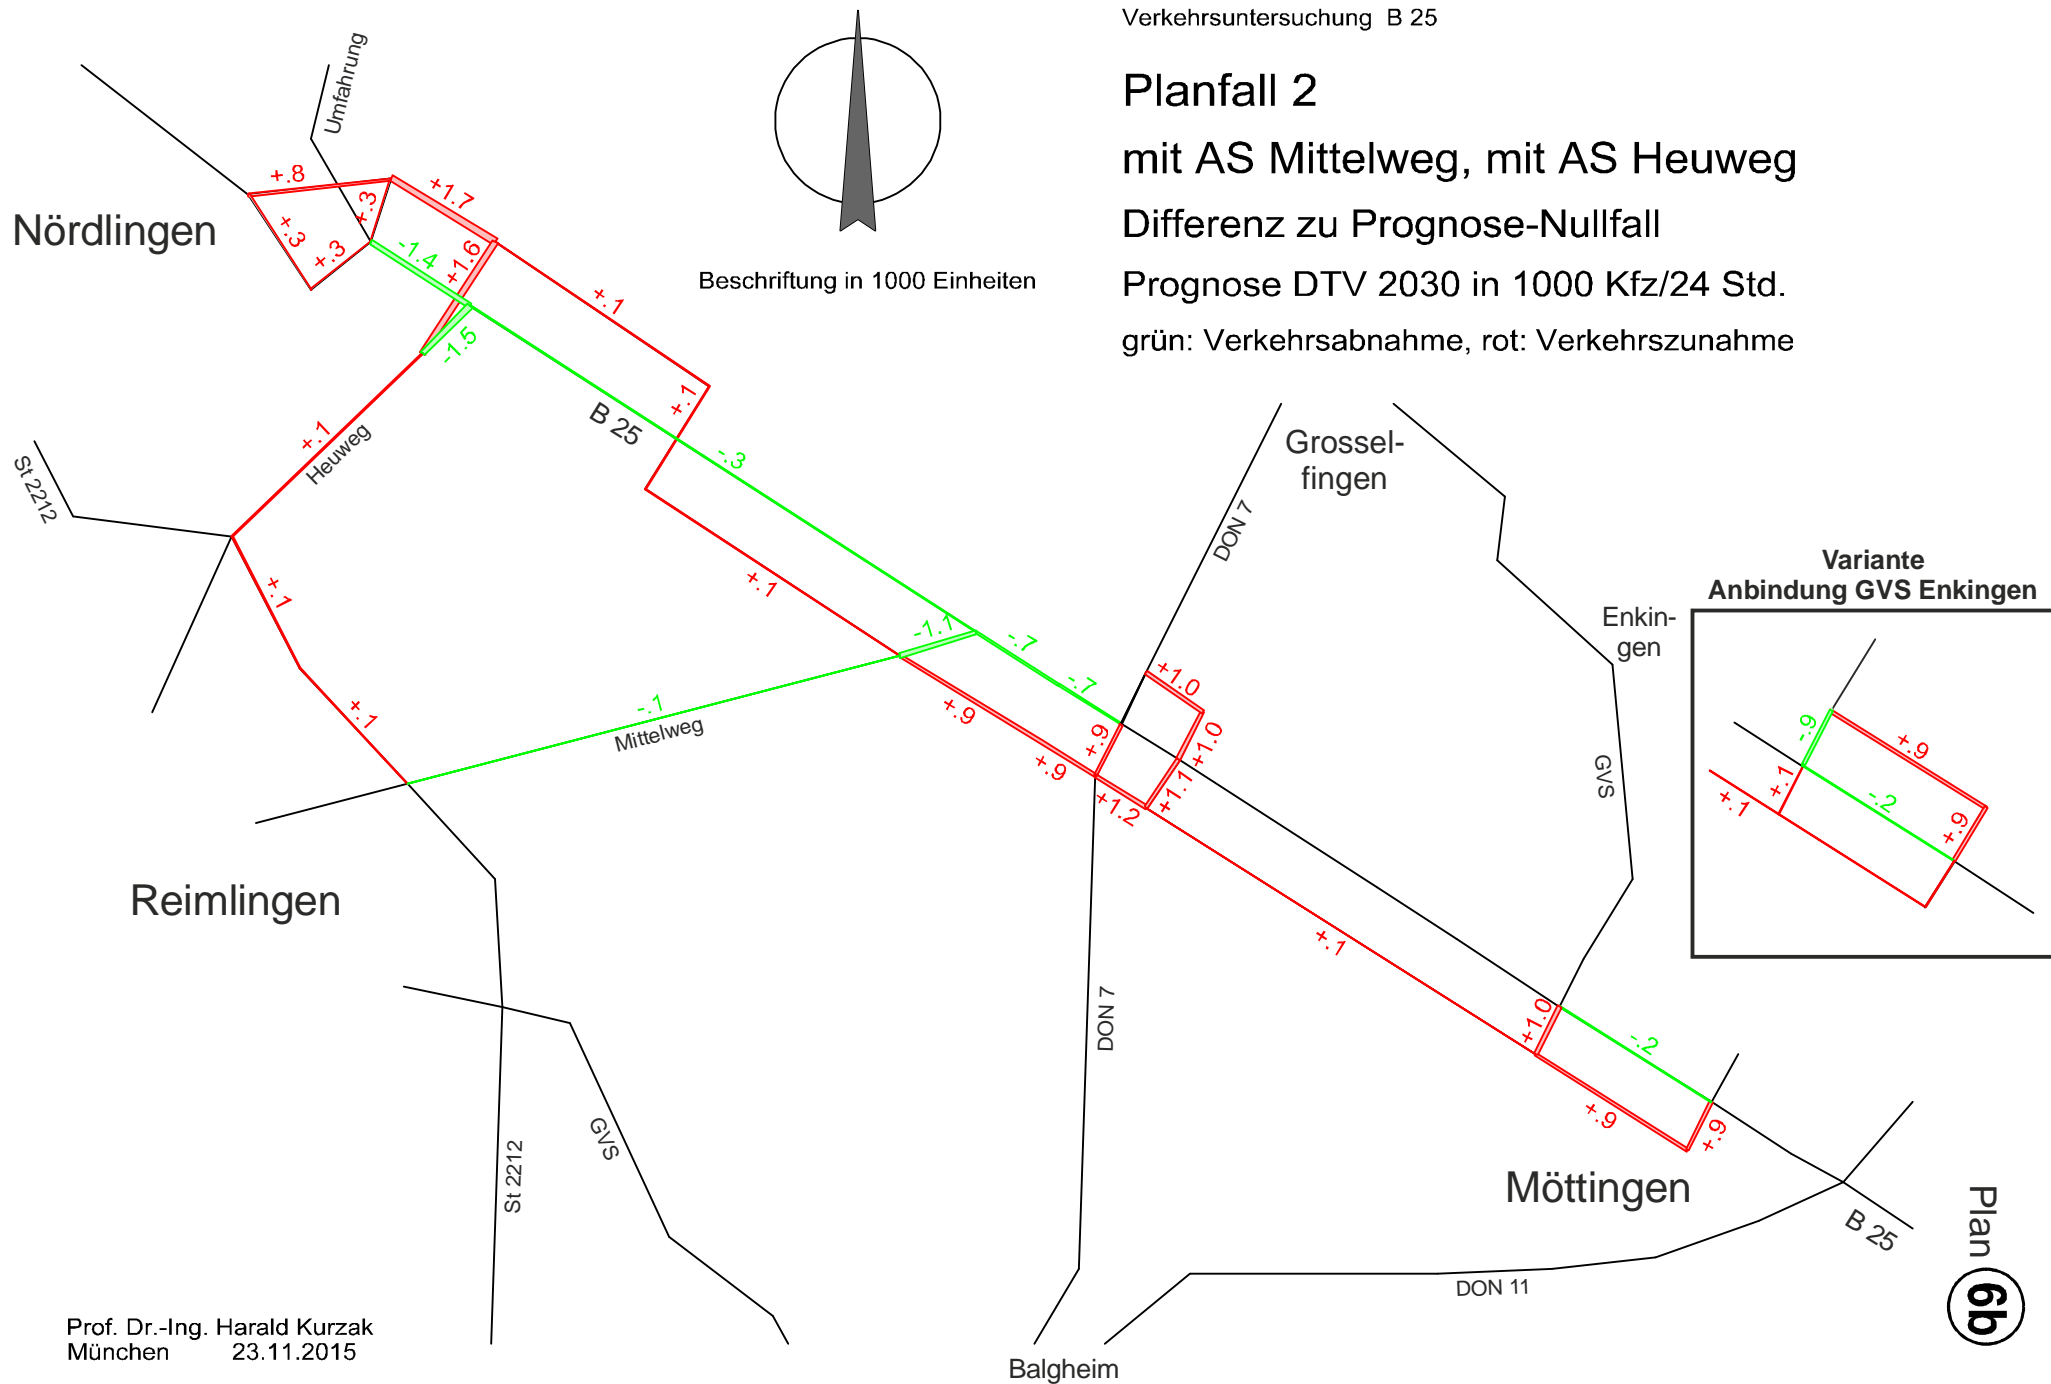 Verkehrsuntersuchung B 25
Planfall 2
mit AS Mittelweg, mit AS Heuweg
Differenz zu Prognose-Nullfall
Prognose DTV 2030 in 1000 Kfz/24 Std.
grün: Verkehrsabnahme, rot: Verkehrszunahme
Beschriftung in 1000 Einheiten
Umfahrung
Nördlingen
+.8
+.3
+.3
+.3
+1.7
-1.4
+1.6
-1.5
+.1
+.1
B 25
-.3
+.1
Heuweg
St 2212
+.1
+.1
+.1
-.1
Mittelweg
-1.1
-.7
-.7
+.9
+.9
+.9
+1.0
+1.0
+1.1
+1.2
Grossel-
fingen
DON 7
Enkin-
gen
GVS
Variante
Anbindung GVS Enkingen
-.9
+.9
+.1
+.1
-.2
+.9
Reimlingen
+.1
+1.0
-.2
+.9
+.9
DON 7
GVS
St 2212
Möttingen
B 25
DON 11
Balgheim
Plan 6b
Prof. Dr.-Ing. Harald Kurzak
München 23.11.2015